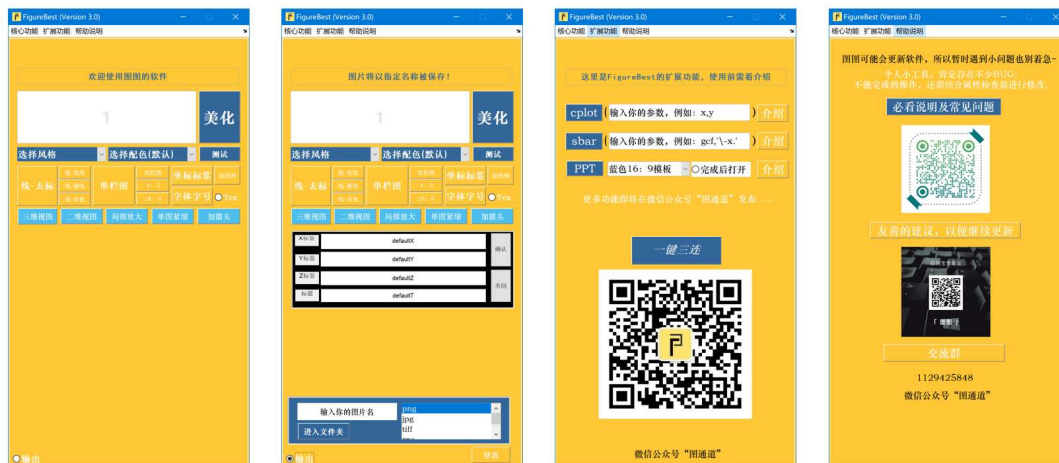 FigureBest (Version 3.0)
核心功能 扩展功能 帮助说明
欢迎使用图图的软件
1
美化
选择风格
选择配色(默认)
测试
线-去标
单栏图
坐标标签
4：3
16：9
字体字号
Tex
三维视图
二维视图
局部放大
单图紧缩
加箭头
输出
FigureBest (Version 3.0)
核心功能 扩展功能 帮助说明
图片将以指定名称被保存！
1
美化
选择风格
选择配色(默认)
测试
线-去标
单栏图
坐标标签
4：3
16：9
字体字号
Tex
三维视图
二维视图
局部放大
单图紧缩
加箭头
X标签
defaultX
确认
Y标签
defaultY
Z标签
defaultZ
关闭
标题
defaultT
输入你的图片名
png
jpg
tiff
进入文件夹
输出
导出
FigureBest (Version 3.0)
核心功能 扩展功能 帮助说明
这里是FigureBest的扩展功能，使用前需看介绍
cplot ( 输入你的参数，例如：x,y ) 介绍
sbar ( 输入你的参数，例如：gcf,'\-x.' ) 介绍
PPT 蓝色16：9模板 完成后打开 介绍
更多功能即将在微信公众号“图通道”发布......
一键三连
微信公众号“图通道”
FigureBest (Version 3.0)
核心功能 扩展功能 帮助说明
图图可能会更新软件，所以暂时遇到小问题也别着急~
个人小工具，肯定存在不少BUG;
不能完成的操作，还需结合属性检查器进行修改;
必看说明及常见问题
友善的建议，以便继续更新
「 图图 」
交流群
1129425848
微信公众号“图通道”